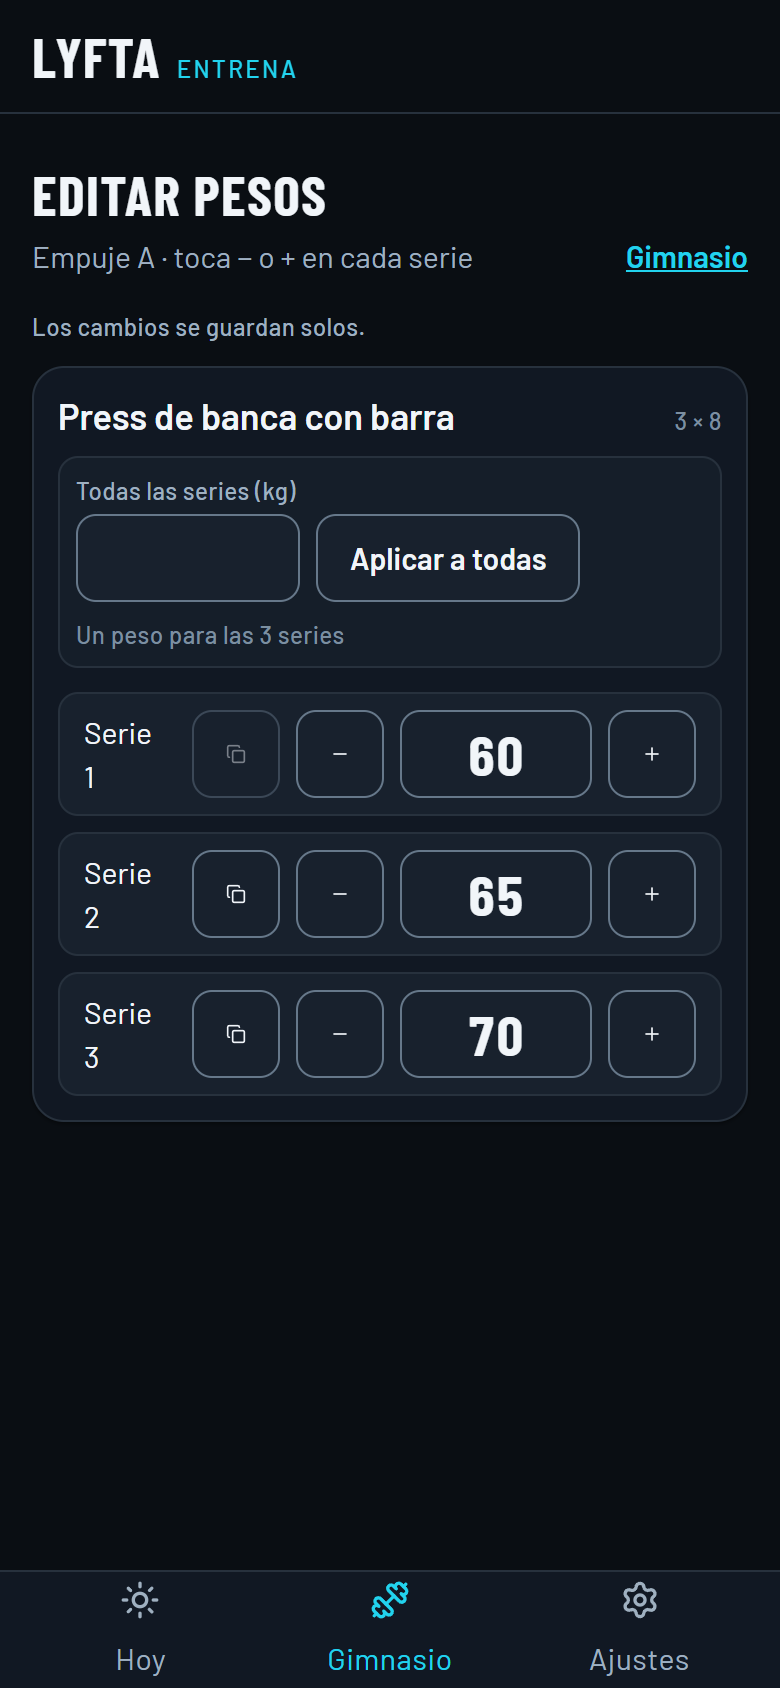 LYFTA ENTRENA
EDITAR PESOS
Empuje A · toca − o + en cada serie Gimnasio
Los cambios se guardan solos.
Press de banca con barra 3 × 8
Todas las series (kg)
Aplicar a todas
Un peso para las 3 series
Serie 1 − 60 +
Serie 2 − 65 +
Serie 3 − 70 +
Hoy Gimnasio Ajustes